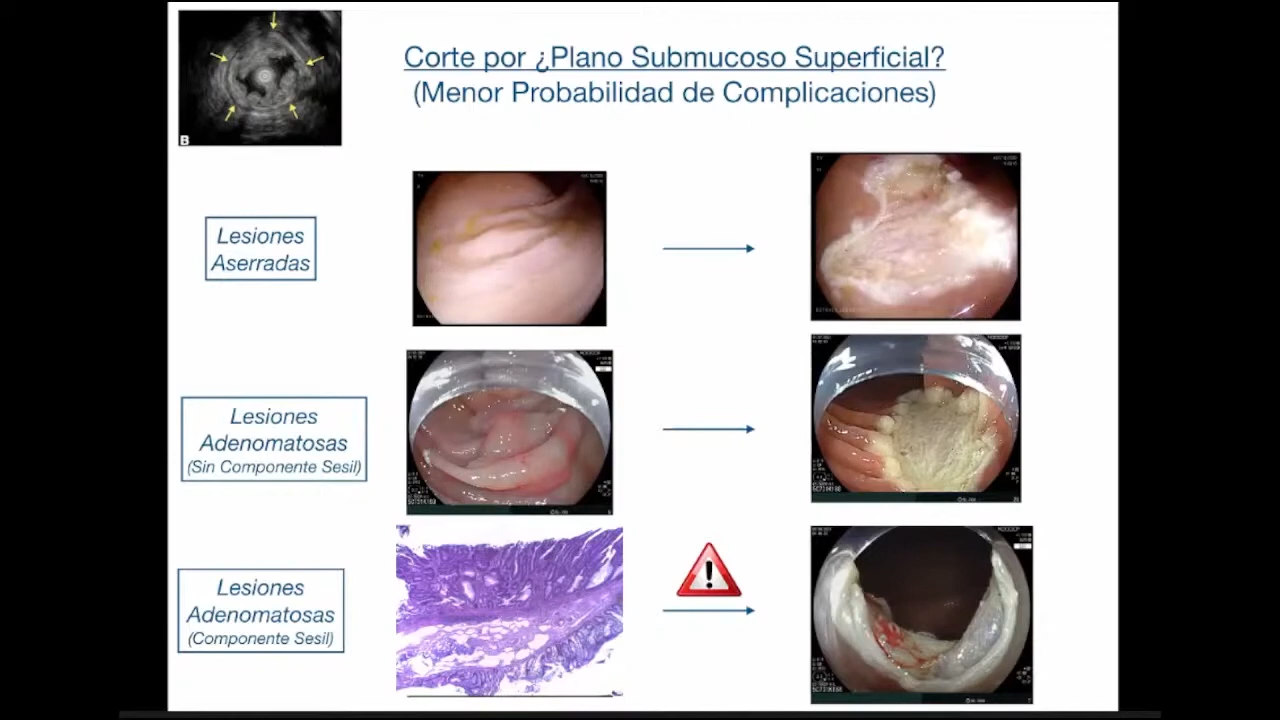 Corte por ¿Plano Submucoso Superficial?
(Menor Probabilidad de Complicaciones)
B
Lesiones
Aserradas
Lesiones
Adenomatosas
(Sin Componente Sesil)
Lesiones
Adenomatosas
(Componente Sesil)